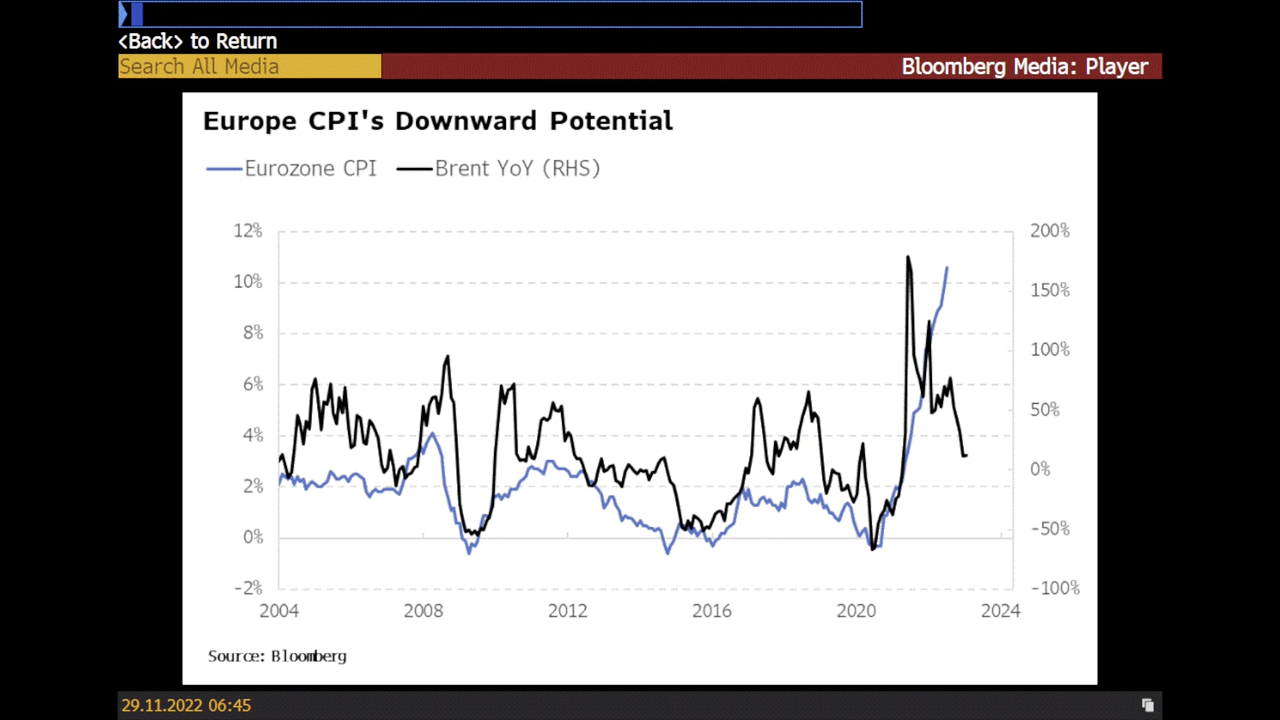 <Back> to Return
Search All Media
Bloomberg Media: Player
Europe CPI's Downward Potential
Eurozone CPI Brent YoY (RHS)
12% 200%
10% 150%
8% 100%
6% 50%
4% 0%
2% -50%
0% -100%
-2%
2004 2008 2012 2016 2020 2024
Source: Bloomberg
29.11.2022 06:45